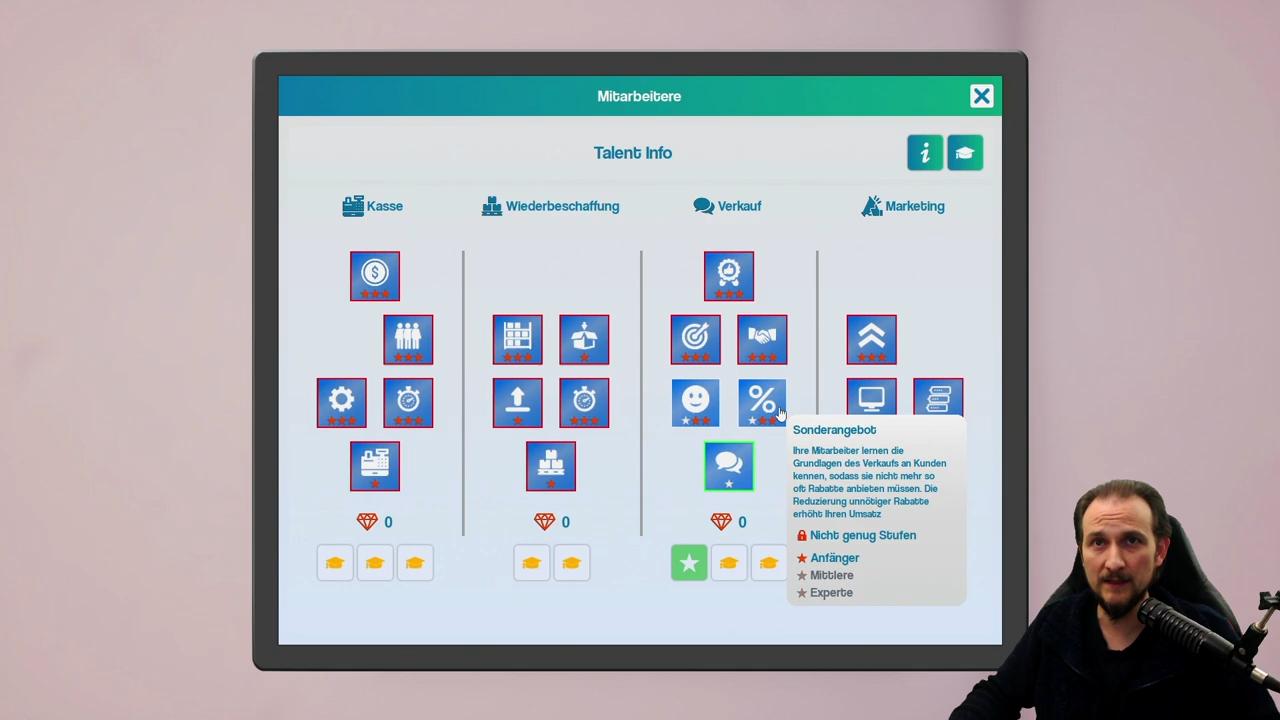 Mitarbeitere
Talent Info
Kasse
Wiederbeschaffung
Verkauf
Marketing
Sonderangebot
Ihre Mitarbeiter lernen die
Grundlagen des Verkaufs an Kunden
kennen, sodass sie nicht mehr so
oft Rabatte anbieten müssen. Die
Reduzierung unnötiger Rabatte
erhöht Ihren Umsatz
Nicht genug Stufen
Anfänger
Mittlere
Experte
0
0
0